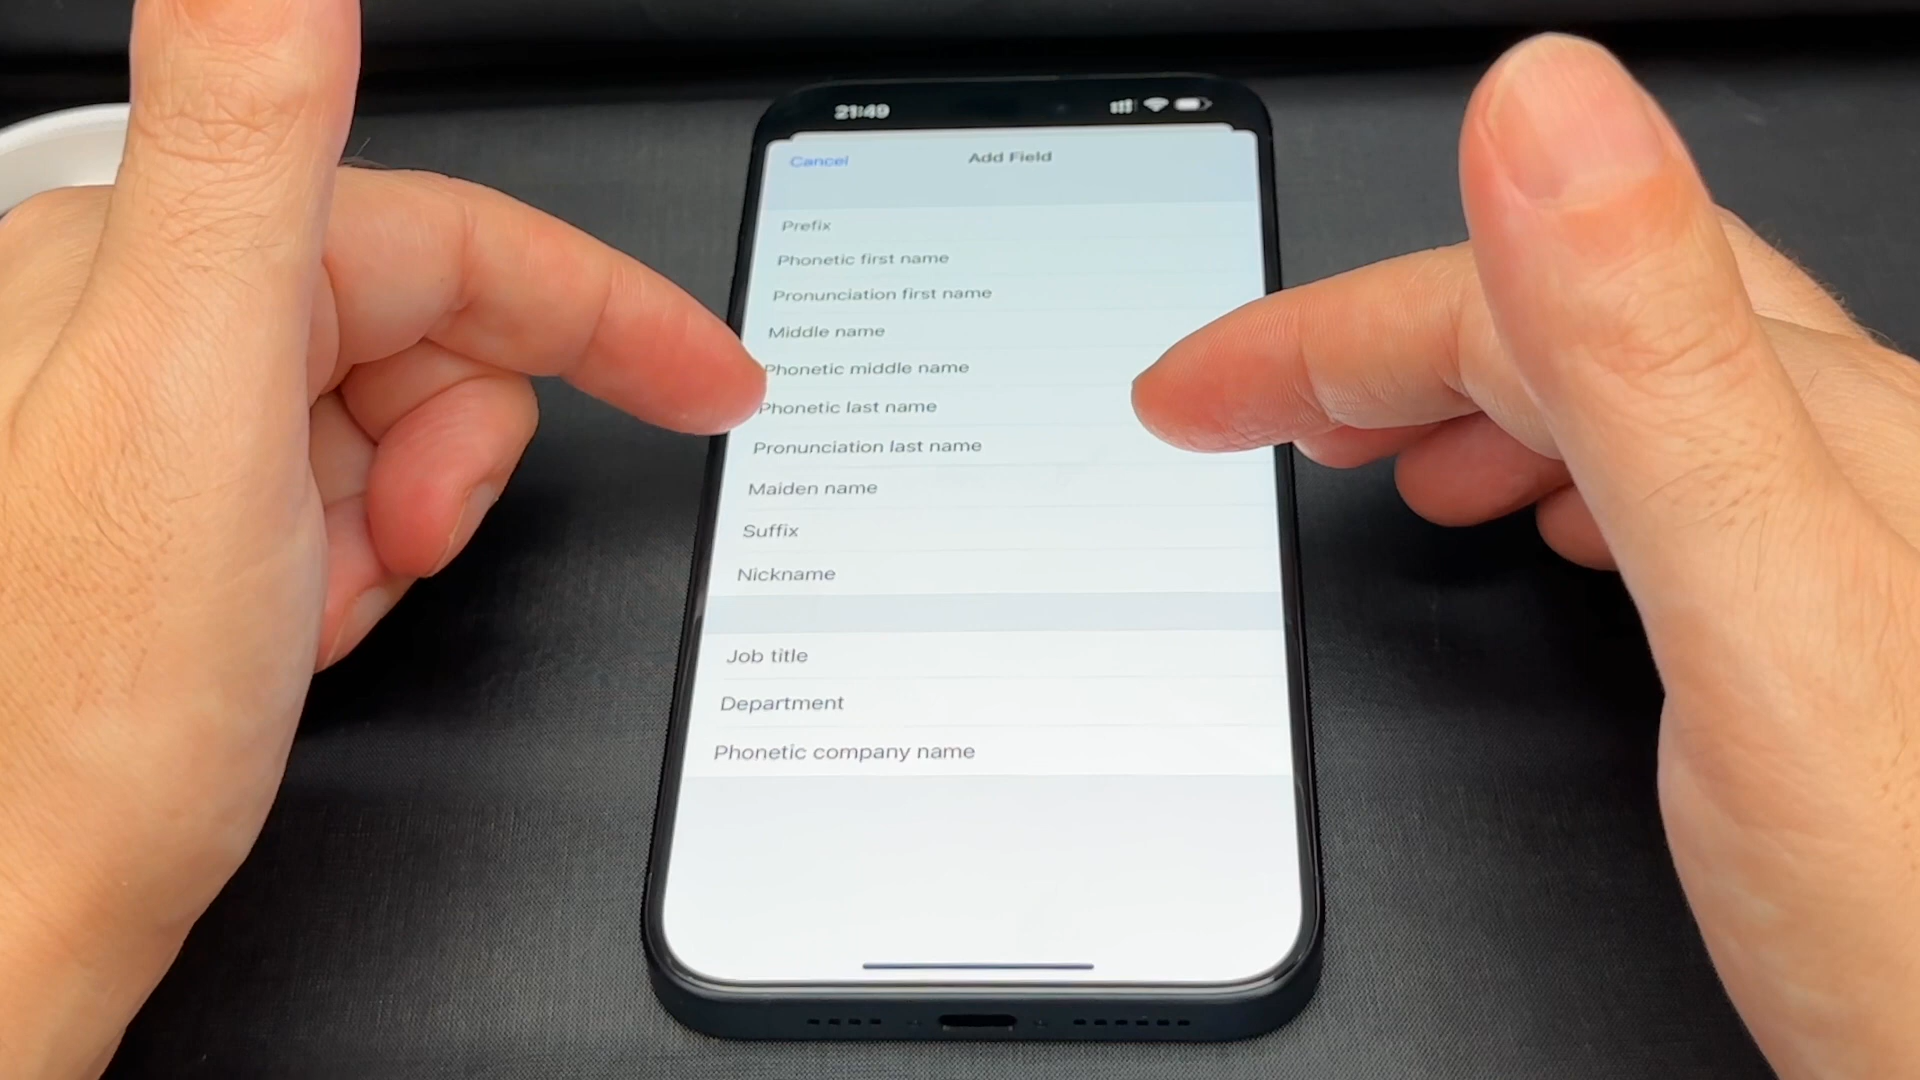 21:49
Cancel
Add Field
Prefix
Phonetic first name
Pronunciation first name
Middle name
Phonetic middle name
Phonetic last name
Pronunciation last name
Maiden name
Suffix
Nickname
Job title
Department
Phonetic company name